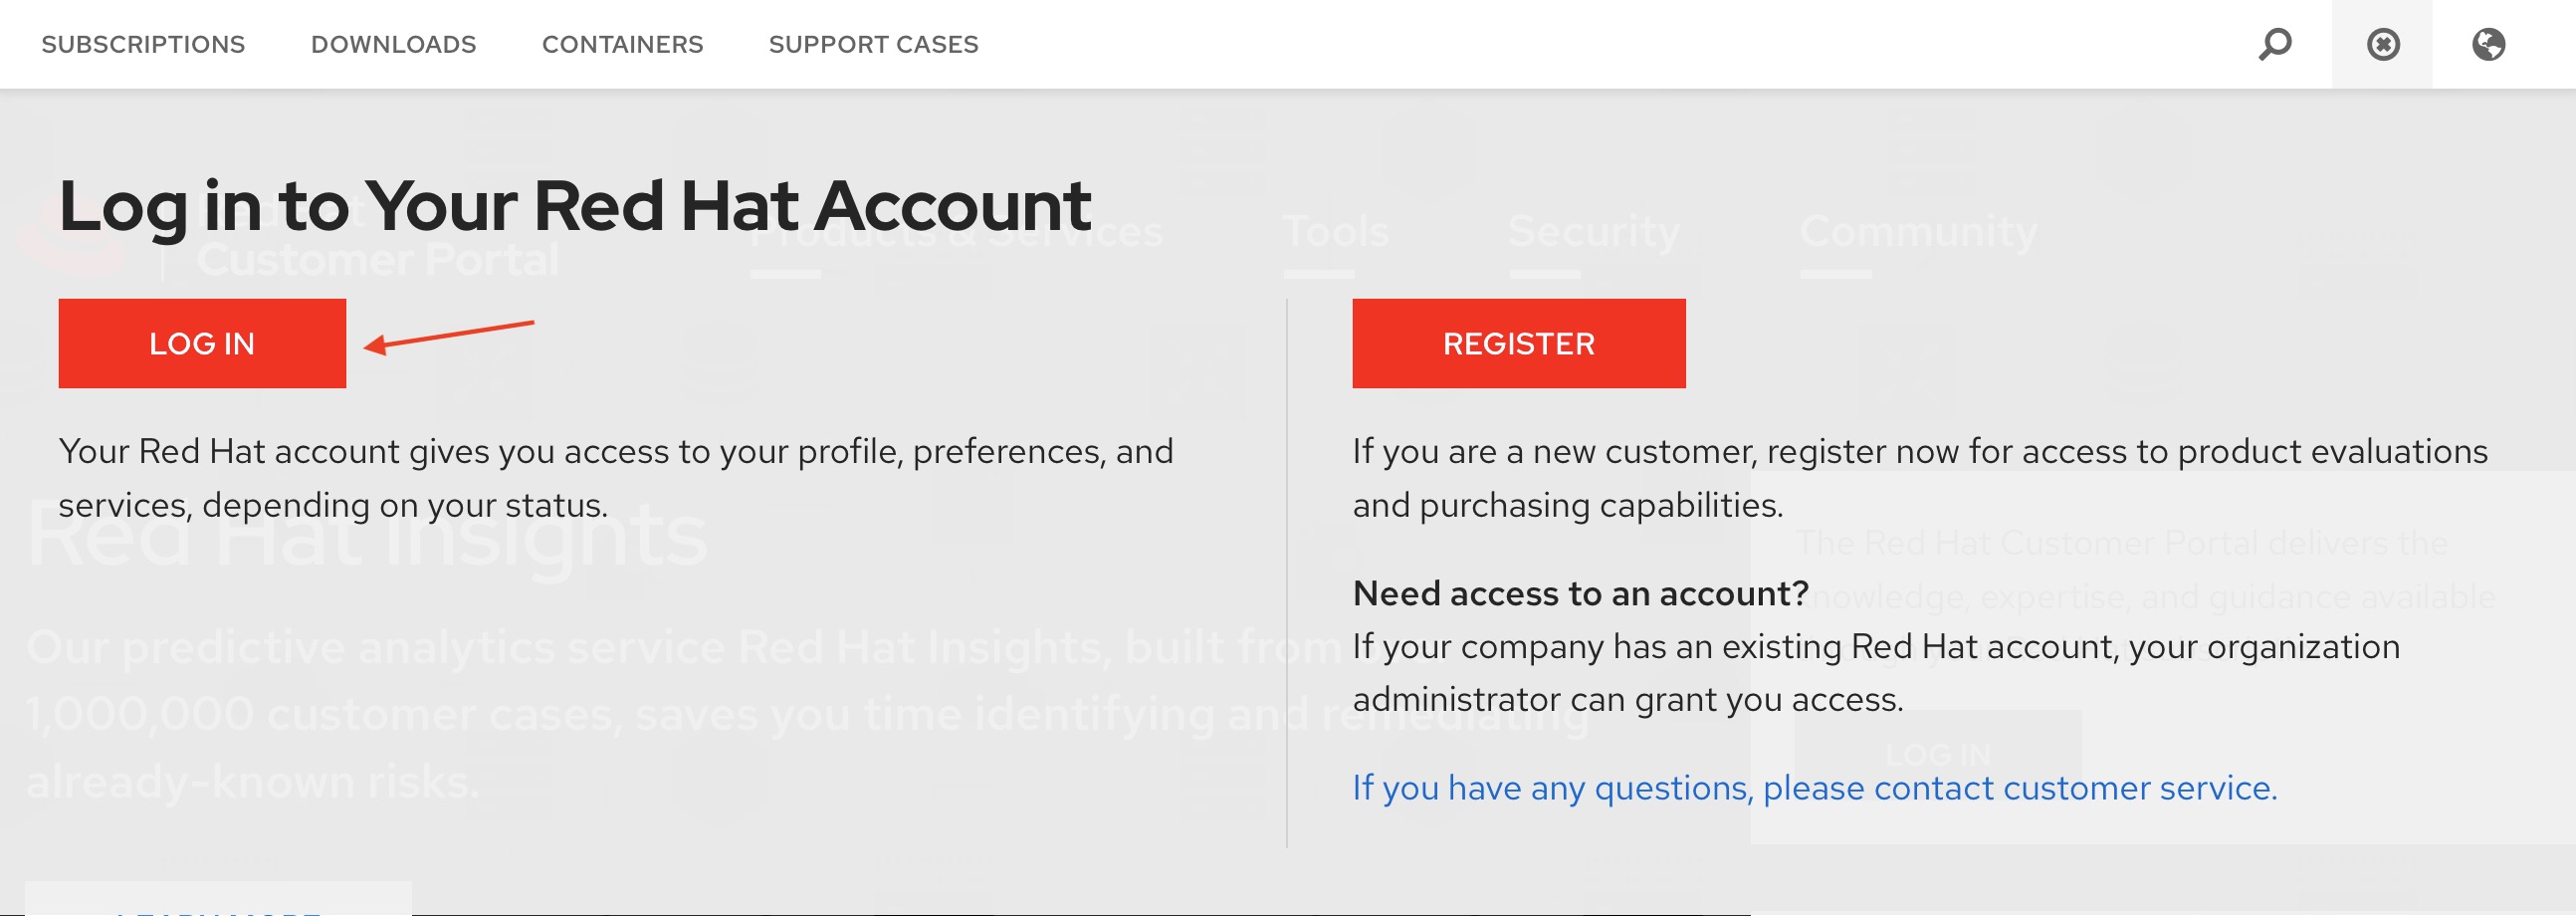 SUBSCRIPTIONS DOWNLOADS CONTAINERS SUPPORT CASES
Log in to Your Red Hat Account
Customer Portal
Products & Services Tools Security Community
LOG IN
Your Red Hat account gives you access to your profile, preferences, and
services, depending on your status.
REGISTER
If you are a new customer, register now for access to product evaluations
and purchasing capabilities.
Need access to an account?
If your company has an existing Red Hat account, your organization
administrator can grant you access.
If you have any questions, please contact customer service.
Red Hat Insights
Our predictive analytics service Red Hat Insights, built from
1,000,000 customer cases, saves you time identifying and remediating
already-known risks.
The Red Hat Customer Portal delivers the
knowledge, expertise, and guidance available
LOG IN
LEARN MORE